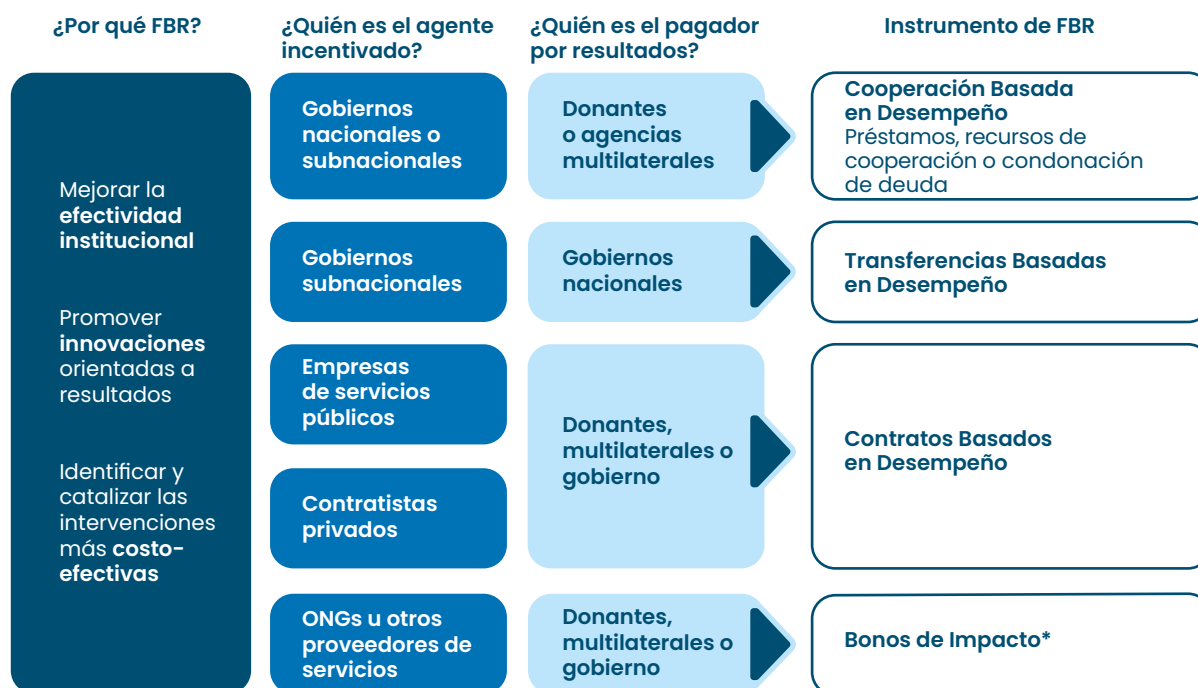 ¿Por qué FBR?
¿Quién es el agente
incentivado?
¿Quién es el pagador
por resultados?
Instrumento de FBR
Mejorar la
efectividad
institucional
Promover
innovaciones
orientadas a
resultados
Identificar y
catalizar las
intervenciones
más costo-
efectivas
Gobiernos
nacionales o
subnacionales
Donantes
o agencias
multilaterales
Cooperación Basada
en Desempeño
Préstamos, recursos de
cooperación o condonación
de deuda
Gobiernos
subnacionales
Gobiernos
nacionales
Transferencias Basadas
en Desempeño
Empresas
de servicios
públicos
Contratistas
privados
Donantes,
multilaterales o
gobierno
Contratos Basados
en Desempeño
ONGs u otros
proveedores de
servicios
Donantes,
multilaterales o
gobierno
Bonos de Impacto*